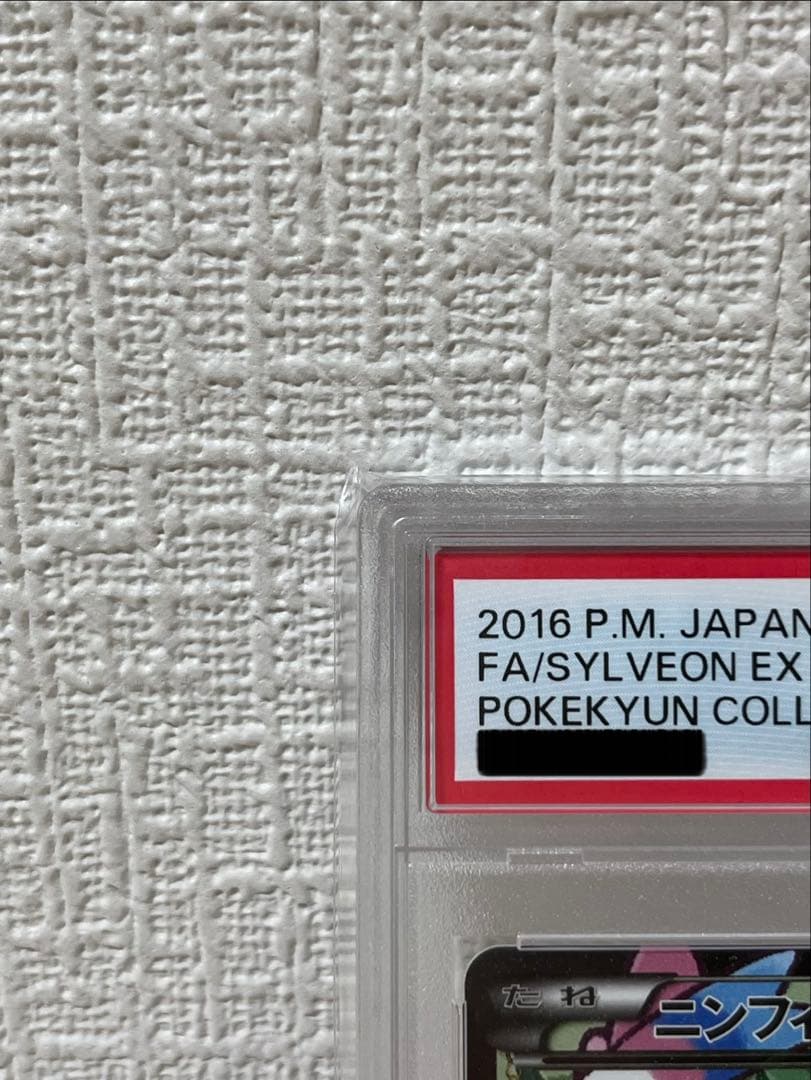 2016 P.M. JAPAN
FA/SYLVEON EX
POKEKYUN COLL
たね ニンフィ